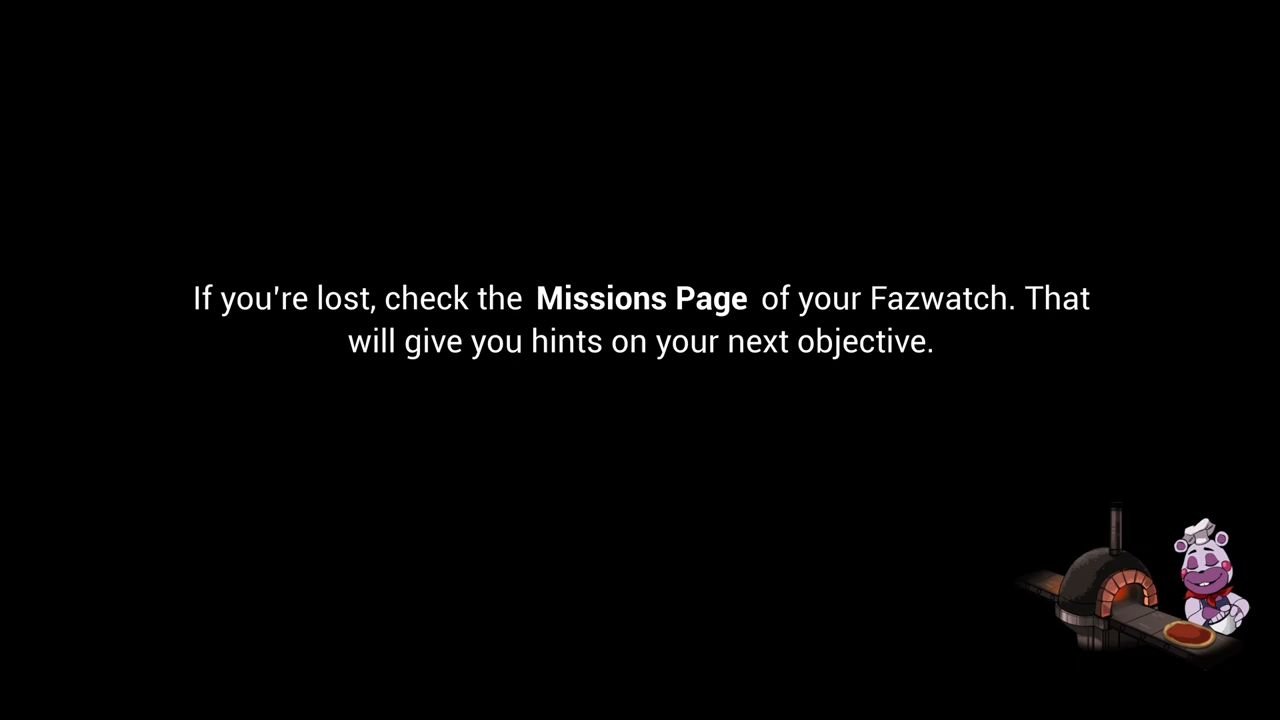 If you're lost, check the Missions Page of your Fazwatch. That
will give you hints on your next objective.